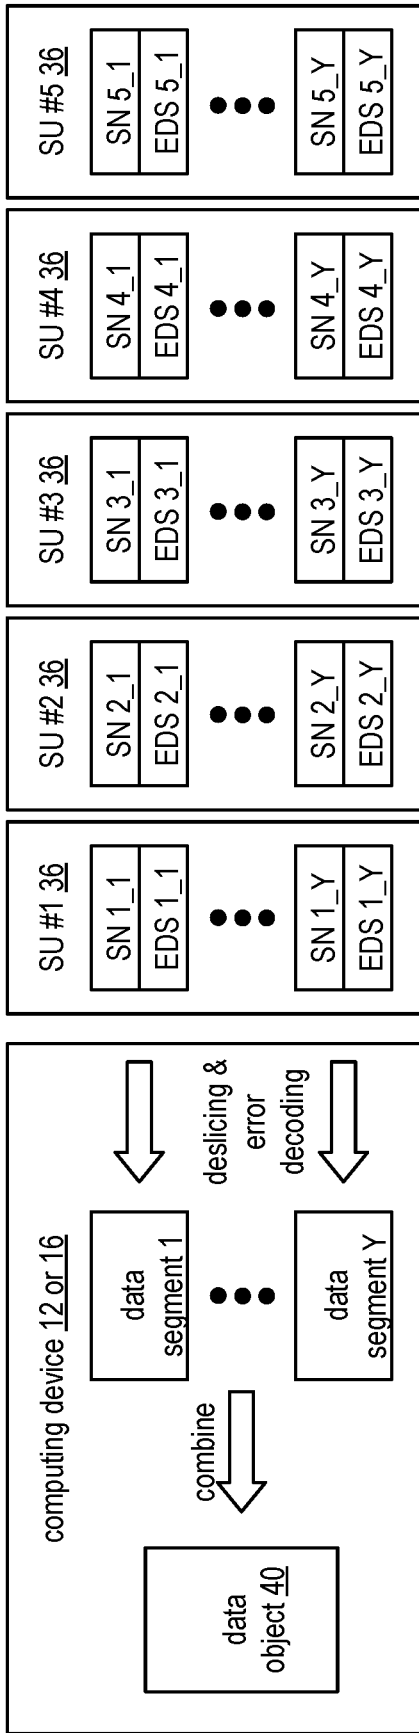 computing device 12 or 16
data
object 40
combine
data
segment 1
data
segment Y
deslicing &
error
decoding
SU #1 36
SN 1_1
EDS 1_1
SN 1_Y
EDS 1_Y
SU #2 36
SN 2_1
EDS 2_1
SN 2_Y
EDS 2_Y
SU #3 36
SN 3_1
EDS 3_1
SN 3_Y
EDS 3_Y
SU #4 36
SN 4_1
EDS 4_1
SN 4_Y
EDS 4_Y
SU #5 36
SN 5_1
EDS 5_1
SN 5_Y
EDS 5_Y